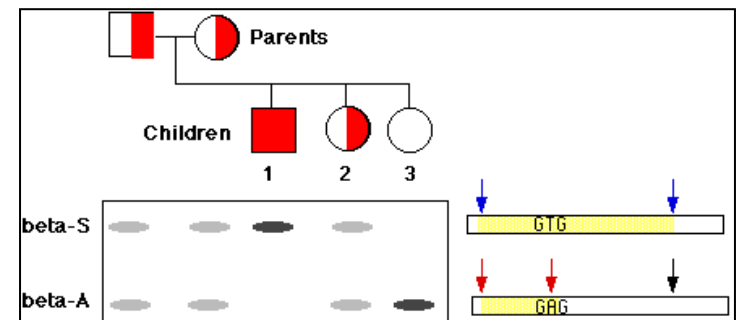 Parents
Children
1 2 3
beta-S
GTG
beta-A
GAG